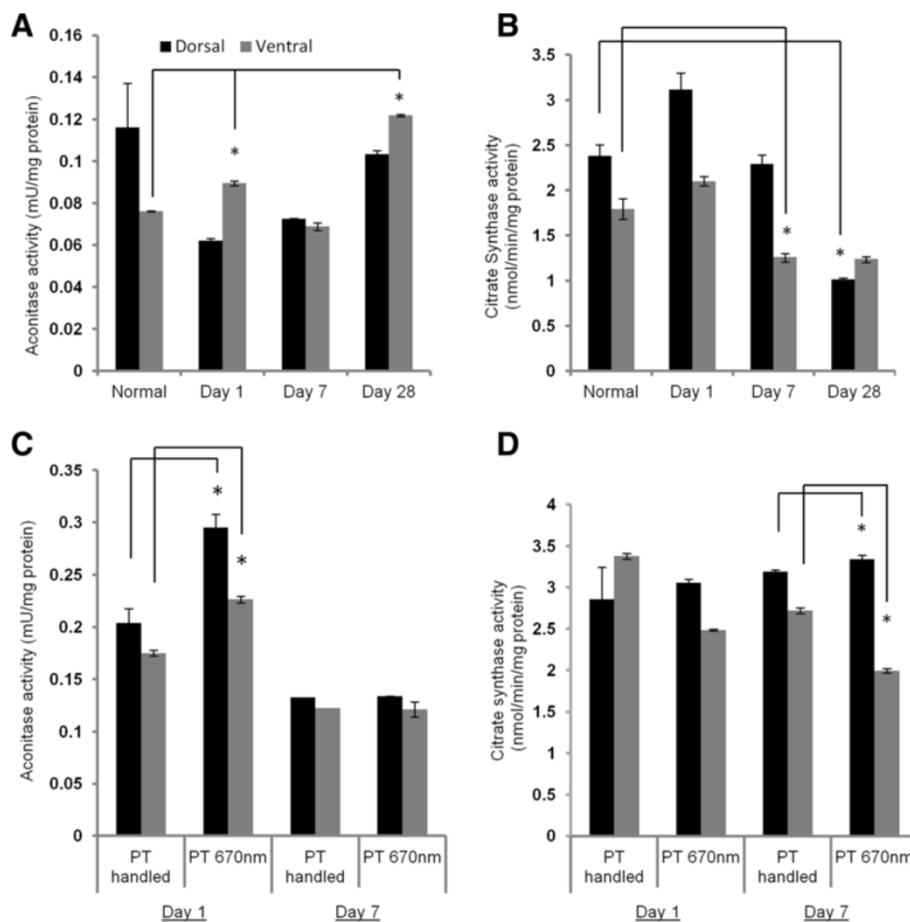 A
Aconitase activity (mU/mg protein)
0.16
0.14
0.12
0.1
0.08
0.06
0.04
0.02
0
Dorsal Ventral
*
*
Normal Day 1 Day 7 Day 28
B
Citrate Synthase activity
(nmol/min/mg protein)
3.5
3
2.5
2
1.5
1
0.5
0
*
*
Normal Day 1 Day 7 Day 28
C
Aconitase activity (mU/mg protein)
0.35
0.3
0.25
0.2
0.15
0.1
0.05
0
*
*
PT PT 670nm PT PT 670nm
handled handled
Day 1 Day 7
D
Citrate synthase activity
(nmol/min/mg protein)
4
3.5
3
2.5
2
1.5
1
0.5
0
*
*
PT PT 670nm PT PT 670nm
handled handled
Day 1 Day 7